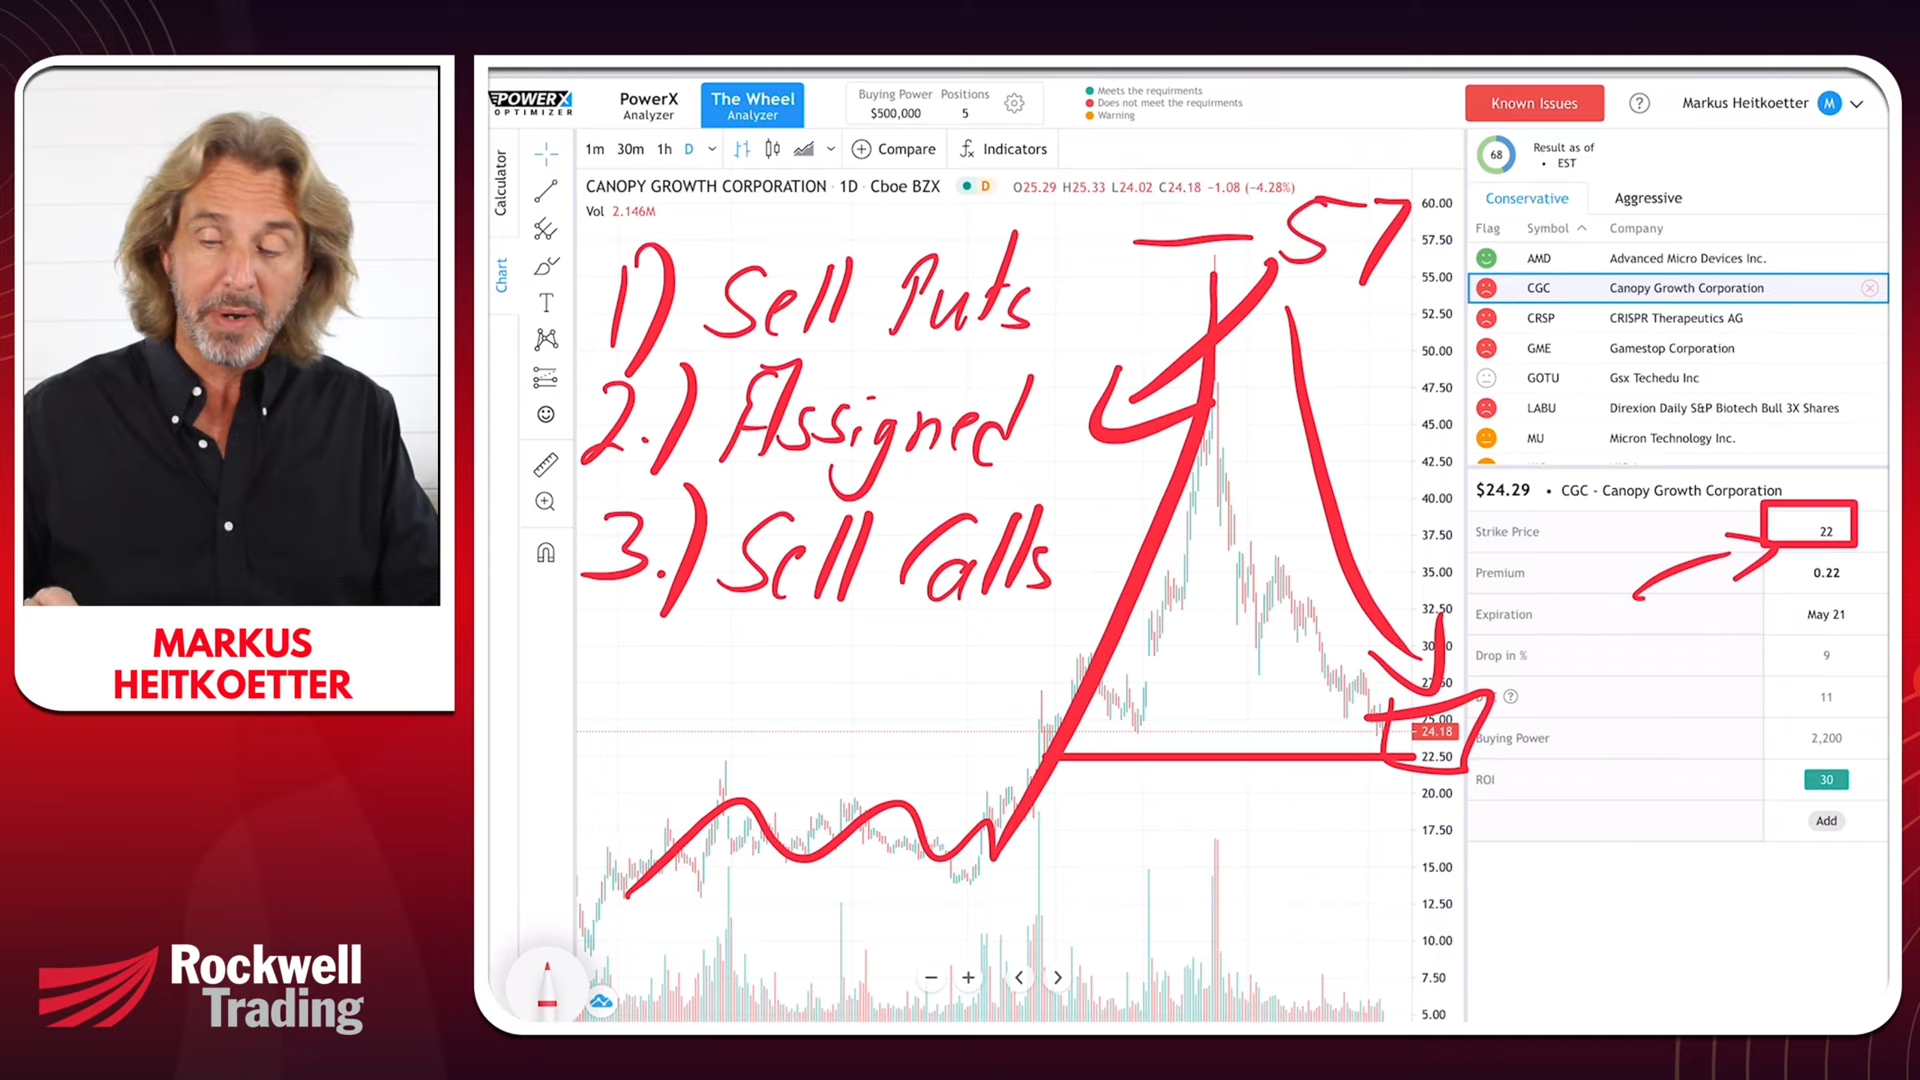 MARKUS
HEITKOETTER
Rockwell
Trading
POWERX
OPTIMIZER
PowerX
Analyzer
The Wheel
Analyzer
Buying Power Positions
$500,000 5
Meets the requirments
Does not meet the requirments
Warning
Known Issues
?
Markus Heitkoetter M
Calculator
Chart
1m 30m 1h D
Compare
Indicators
CANOPY GROWTH CORPORATION · 1D · Cboe BZX D O25.29 H25.33 L24.02 C24.18 −1.08 (−4.28%)
Vol 2.146M
T
1) Sell Puts
2.) Assigned
3.) Sell Calls
57
60.00
57.50
55.00
52.50
50.00
47.50
45.00
42.50
40.00
37.50
35.00
32.50
25.00
24.18
22.50
20.00
17.50
15.00
12.50
10.00
7.50
5.00
68
Result as of
• EST
Conservative Aggressive
Flag Symbol Company
AMD Advanced Micro Devices Inc.
CGC Canopy Growth Corporation
CRSP CRISPR Therapeutics AG
GME Gamestop Corporation
GOTU Gsx Techedu Inc
LABU Direxion Daily S&P Biotech Bull 3X Shares
MU Micron Technology Inc.
$24.29 • CGC - Canopy Growth Corporation
Strike Price 22
Premium 0.22
Expiration May 21
Drop in % 9
? 11
Buying Power 2,200
ROI 30
Add